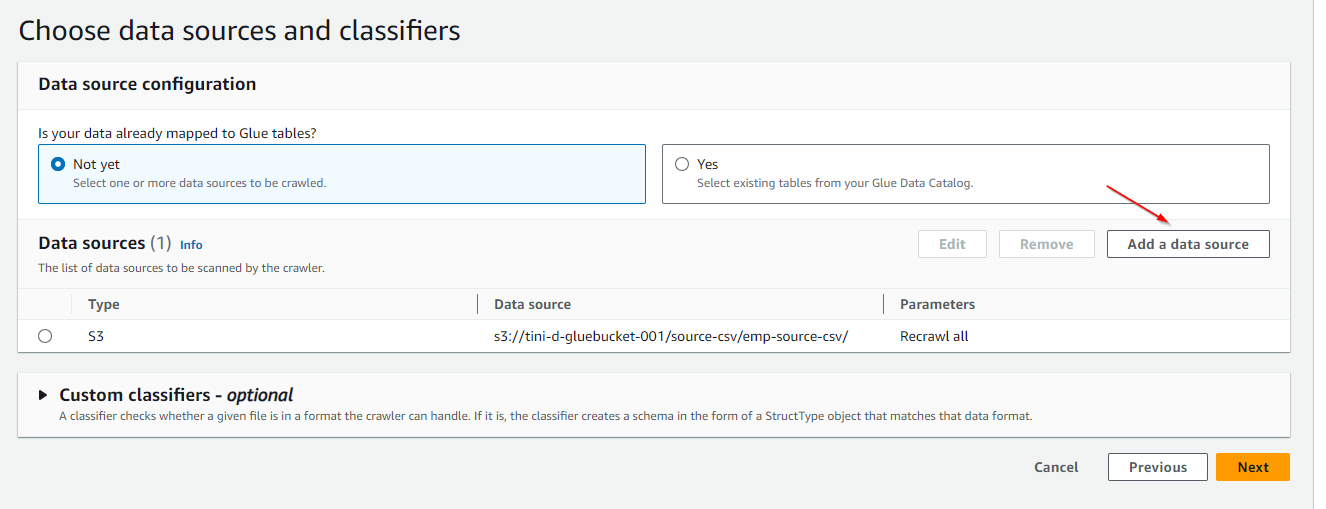 Choose data sources and classifiers
Data source configuration
Is your data already mapped to Glue tables?
Not yet
Select one or more data sources to be crawled.
Yes
Select existing tables from your Glue Data Catalog.
Data sources (1) Info
Edit
Remove
Add a data source
The list of data sources to be scanned by the crawler.
Type
Data source
Parameters
S3
s3://tini-d-gluebucket-001/source-csv/emp-source-csv/
Recrawl all
Custom classifiers - optional
A classifier checks whether a given file is in a format the crawler can handle. If it is, the classifier creates a schema in the form of a StructType object that matches that data format.
Cancel
Previous
Next